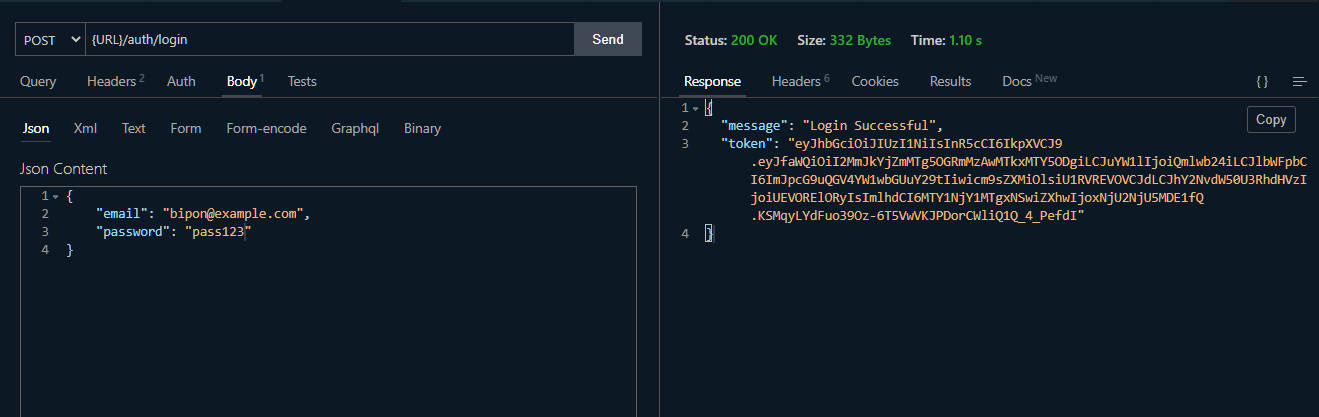 POST {URL}/auth/login Send
Status: 200 OK Size: 332 Bytes Time: 1.10 s
Query Headers 2 Auth Body 1 Tests
Response Headers 6 Cookies Results Docs New {}
Json Xml Text Form Form-encode Graphql Binary
Json Content
1 {
2 "email": "bipon@example.com",
3 "password": "pass123"
4 }
1 {
2 "message": "Login Successful",
3 "token": "eyJhbGciOiJIUzI1NiIsInR5cCI6IkpXVCJ9
.eyJfaWQiOiI2MmJkYjZmMTg5OGRmMzAwMTkxMTY5ODgiLCJuYW1lIjoiQmlwb24iLCJlbWFpbC
I6ImJpcG9uQGV4YW1wbGUuY29tIiwicm9sZXMiOlsiU1RVREVOVCJdLCJhY2NvdW50U3RhdHVzI
joiUEVORElORyIsImlhdCI6MTY1NjY1MTgxNSwiZXhwIjoxNjU2NjU5MDE1fQ
.KSMqyLYdFuo39Oz-6T5VwVKJPDorCWliQ1Q_4_PefdI"
4 }
Copy